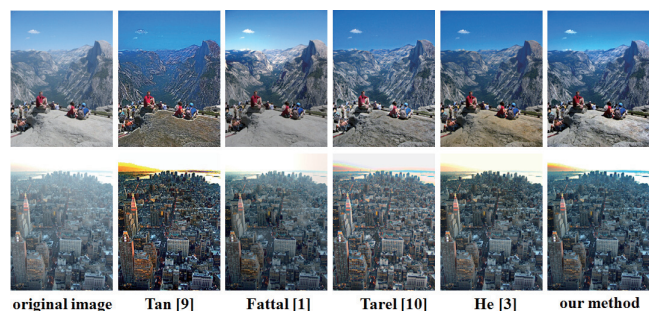 original image Tan [9] Fattal [1] Tarel [10] He [3] our method